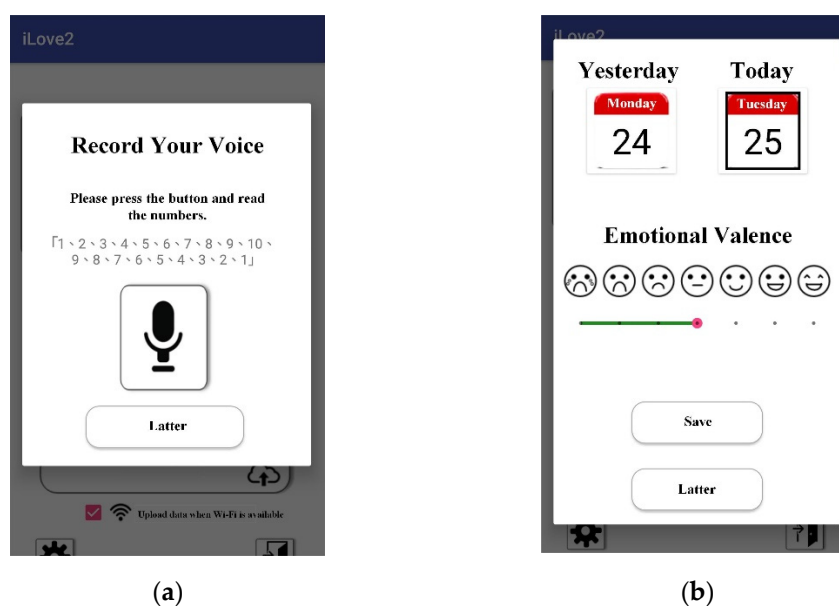 iLove2
Record Your Voice
Please press the button and read
the numbers.
「1、2、3、4、5、6、7、8、9、10、
9、8、7、6、5、4、3、2、1」
Latter
Upload data when Wi-Fi is available
(a)
iLove2
Yesterday Today
Monday Tuesday
24 25
Emotional Valence
Save
Latter
(b)